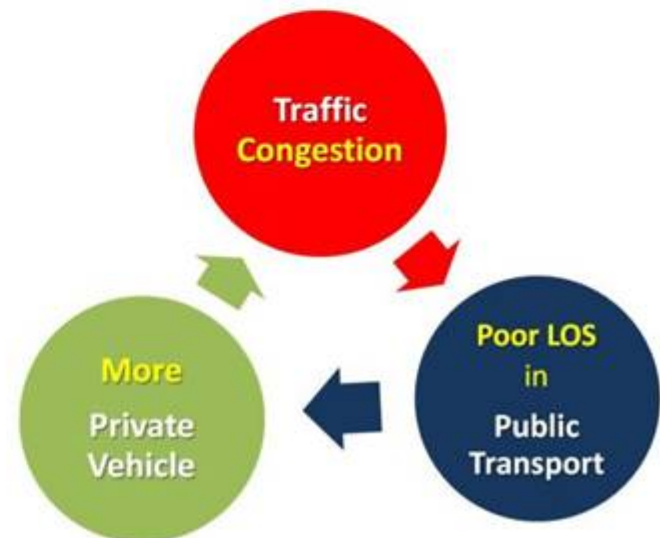 Traffic
Congestion
Poor LOS
in
Public
Transport
More
Private
Vehicle